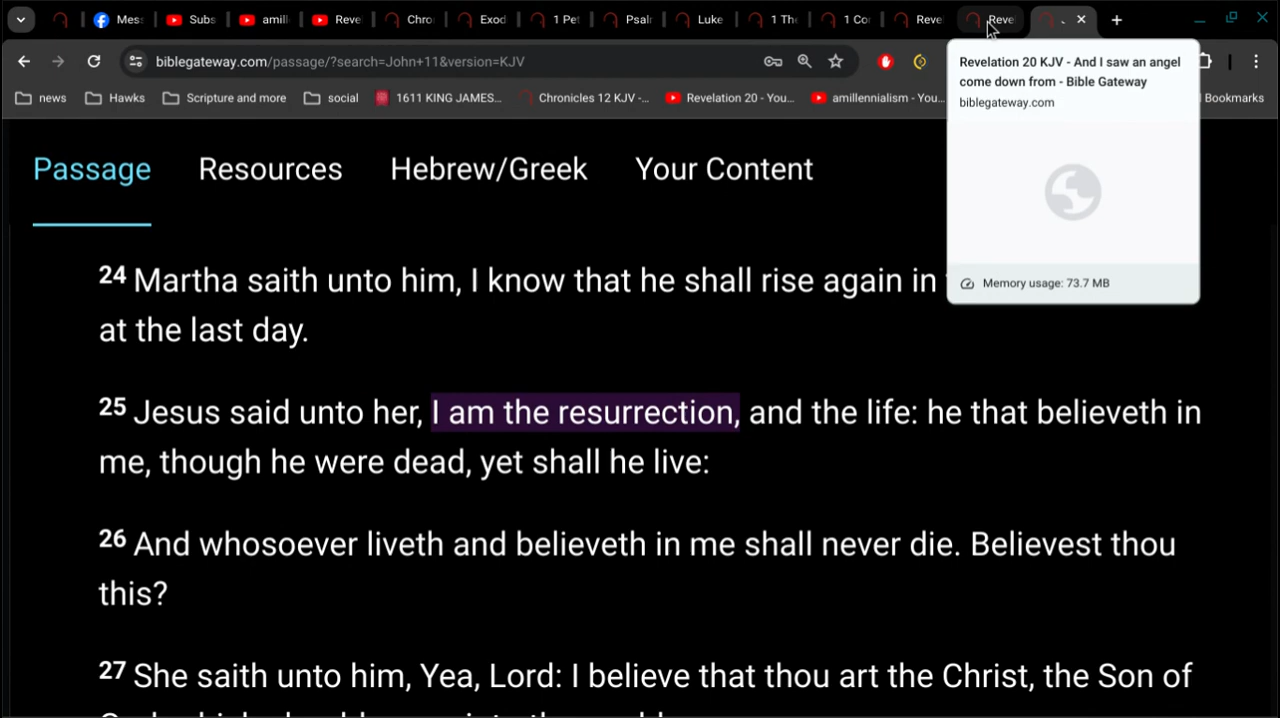 Mes
Subs
amill
Reve
Chro
Exod
1 Pet
Psalr
Luke
1 The
1 Co
Reve
Reve
biblegateway.com/passage/?search=John+11&version=KJV
news
Hawks
Scripture and more
social
1611 KING JAMES...
Chronicles 12 KJV -...
Revelation 20 - You...
amillennialism - You...
Bookmarks
Revelation 20 KJV - And I saw an angel
come down from - Bible Gateway
biblegateway.com
Memory usage: 73.7 MB
Passage
Resources
Hebrew/Greek
Your Content
24 Martha saith unto him, I know that he shall rise again in
at the last day.
25 Jesus said unto her, I am the resurrection, and the life: he that believeth in
me, though he were dead, yet shall he live:
26 And whosoever liveth and believeth in me shall never die. Believest thou
this?
27 She saith unto him, Yea, Lord: I believe that thou art the Christ, the Son of